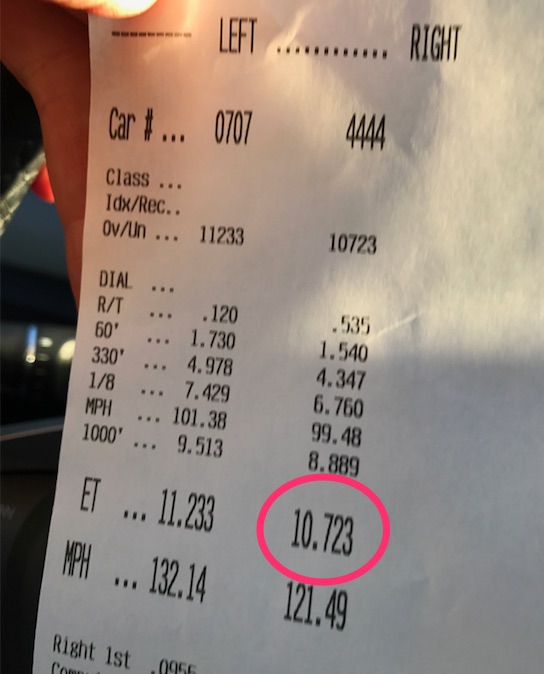 --------- LEFT ............ RIGHT
Car # ... 0707 4444
Class ...
Idx/Rec..
Ov/Un ... 11233 10723
DIAL ...
R/T ... .120 .535
60' ... 1.730 1.540
330' ... 4.978 4.347
1/8 ... 7.429 6.760
MPH ... 101.38 99.48
1000' ... 9.513 8.889
ET ... 11.233 10.723
MPH ... 132.14 121.49
Right 1st .0956